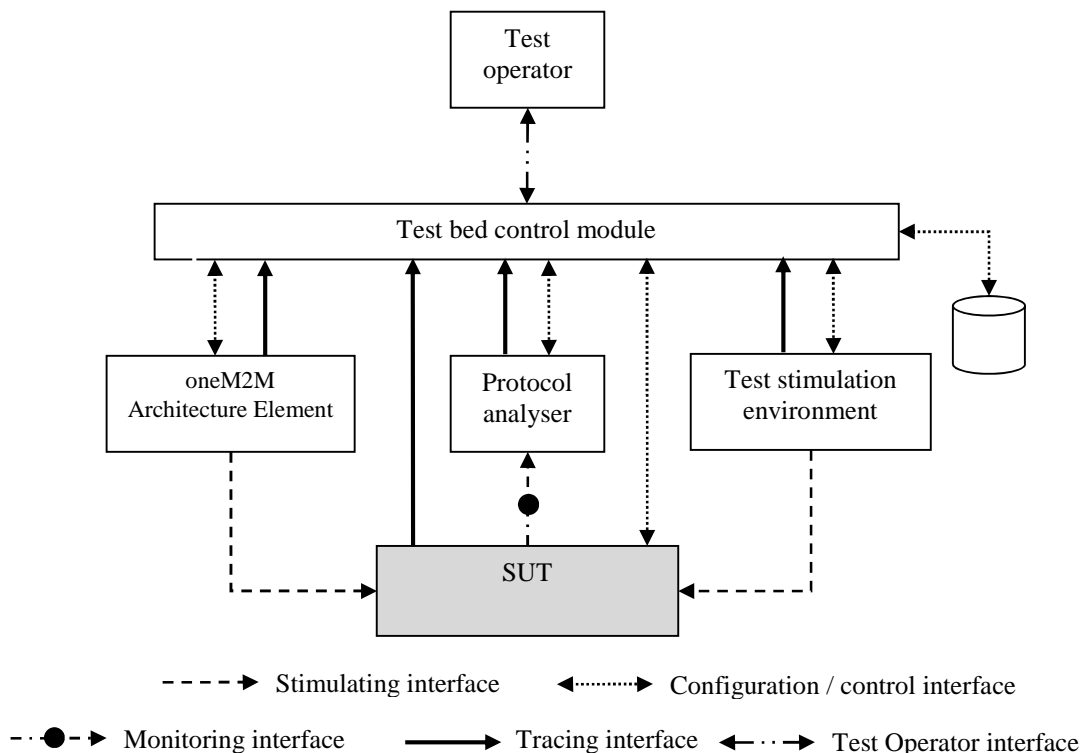 Test
operator
Test bed control module
oneM2M
Architecture Element
Protocol
analyser
Test stimulation
environment
SUT
Stimulating interface
Configuration / control interface
Monitoring interface
Tracing interface
Test Operator interface